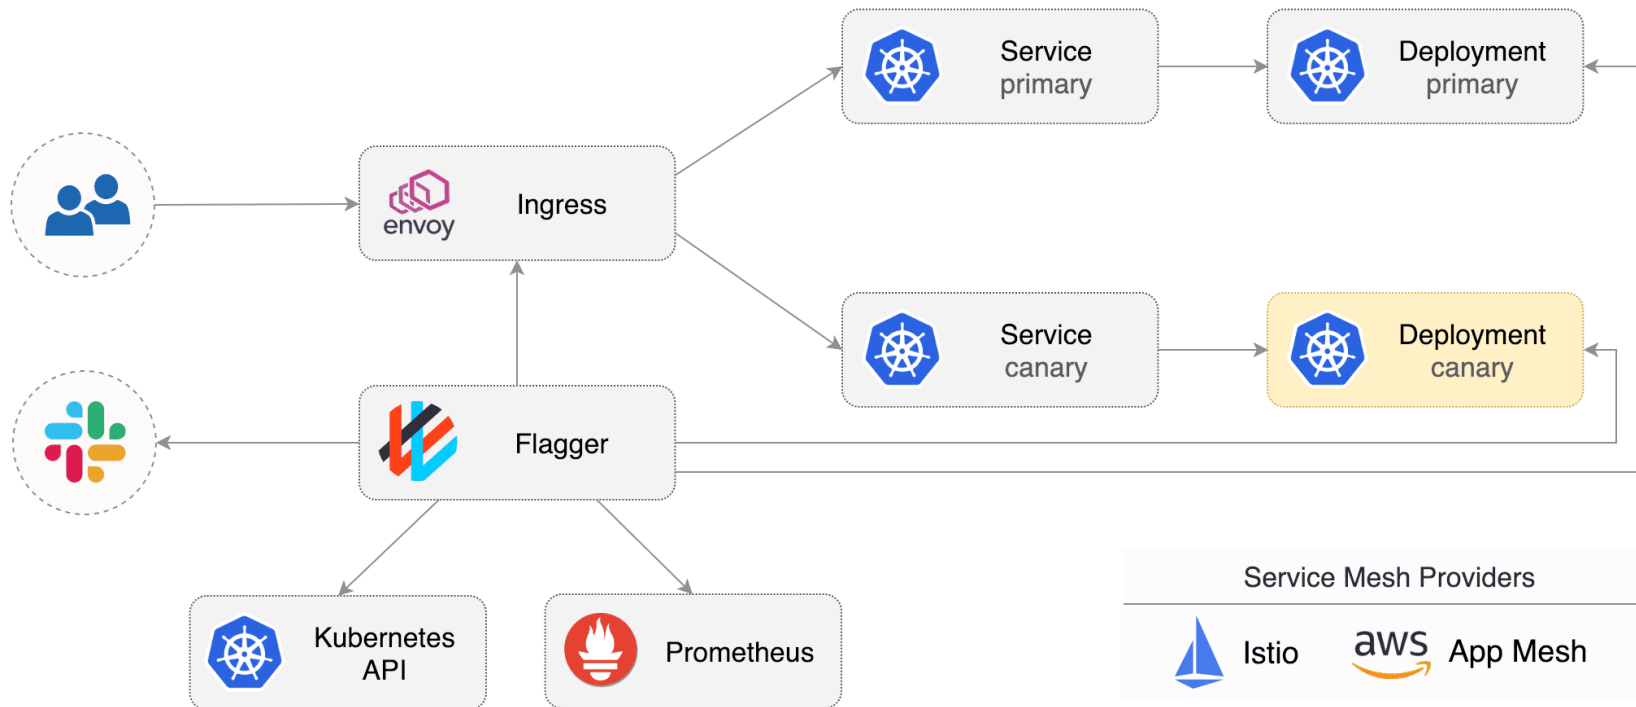 Service
primary
Deployment
primary
envoy
Ingress
Service
canary
Deployment
canary
Flagger
Kubernetes
API
Prometheus
Service Mesh Providers
Istio
aws
App Mesh